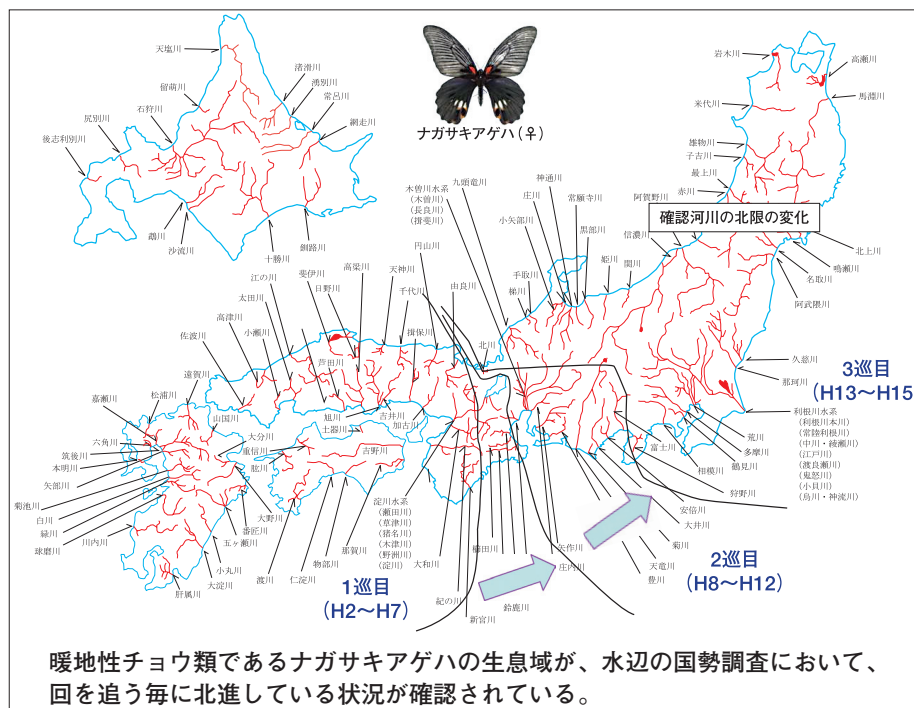 天塩川
留萌川
石狩川
尻別川
後志利別川
渚滑川
湧別川
常呂川
網走川
鵡川
沙流川
十勝川
釧路川
ナガサキアゲハ(♀)
岩木川
高瀬川
馬淵川
米代川
雄物川
子吉川
最上川
赤川
阿賀野川
信濃川
確認河川の北限の変化
北上川
鳴瀬川
名取川
阿武隈川
木曽川水系
(木曽川)
(長良川)
(揖斐川)
九頭竜川
神通川
庄川
常願寺川
小矢部川
黒部川
姫川
関川
手取川
梯川
円山川
由良川
北川
千代川
天神川
高梁川
斐伊川
日野川
江の川
太田川
高津川
小瀬川
佐波川
芦田川
揖保川
旭川
吉井川
加古川
土器川
吉野川
遠賀川
松浦川
嘉瀬川
山国川
六角川
筑後川
本明川
矢部川
菊池川
白川
緑川
球磨川
川内川
肝属川
大淀川
小丸川
五ヶ瀬川
番匠川
大野川
大分川
重信川
肱川
渡川
仁淀川
物部川
那賀川
淀川水系
(瀬田川)
(草津川)
(猪名川)
(木津川)
(野洲川)
(淀川)
大和川
紀の川
新宮川
櫛田川
鈴鹿川
庄内川
矢作川
豊川
天竜川
菊川
大井川
安倍川
狩野川
富士川
相模川
鶴見川
多摩川
荒川
久慈川
那珂川
利根川水系
(利根川本川)
(常陸利根川)
(中川・綾瀬川)
(江戸川)
(渡良瀬川)
(鬼怒川)
(小貝川)
(烏川・神流川)
1巡目
(H2〜H7)
2巡目
(H8〜H12)
3巡目
(H13〜H15)
暖地性チョウ類であるナガサキアゲハの生息域が、水辺の国勢調査において、
回を追う毎に北進している状況が確認されている。